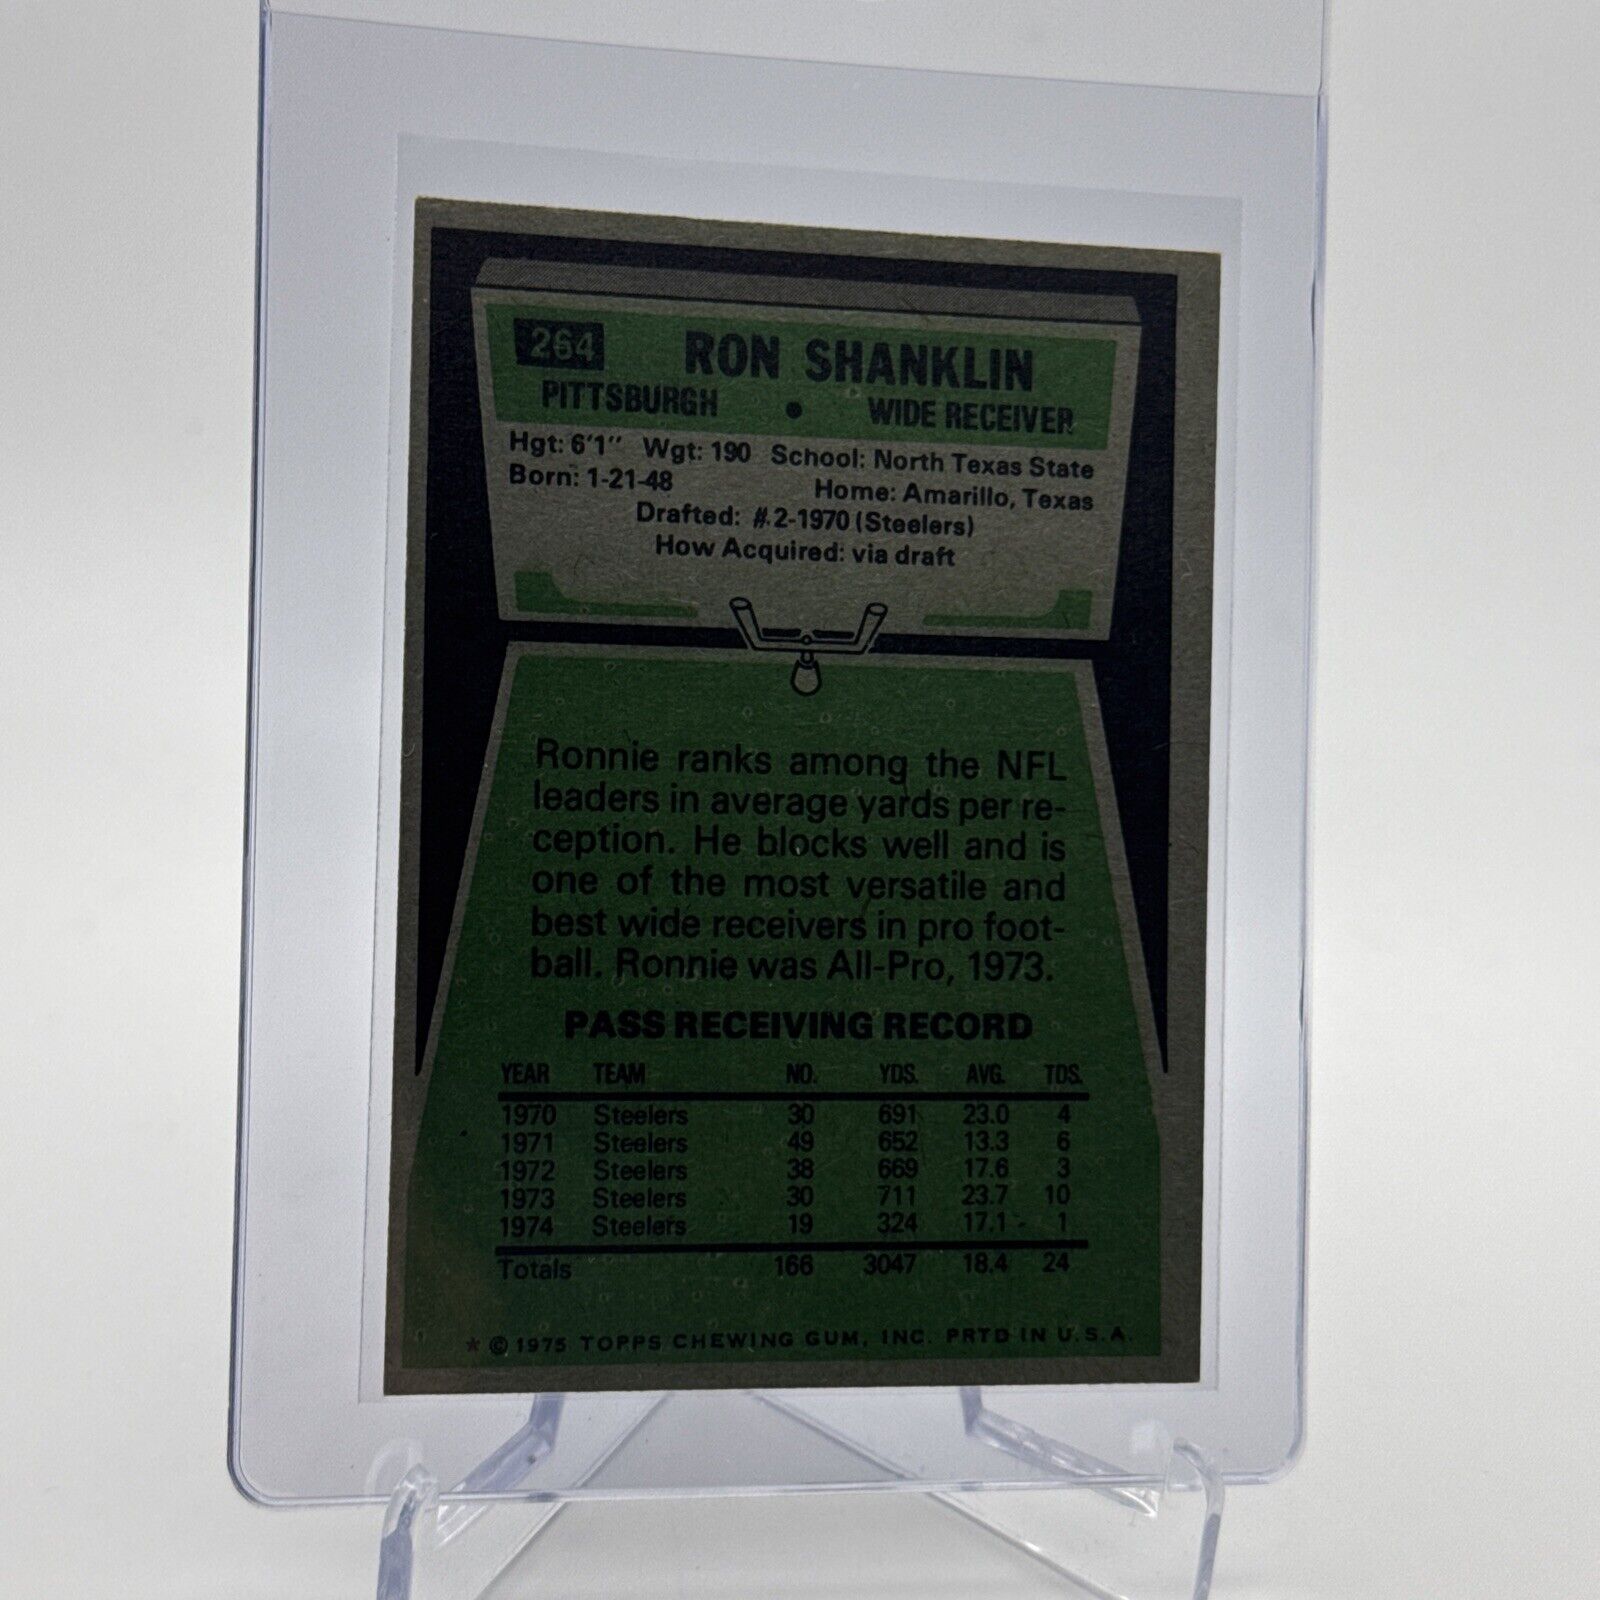 264 RON SHANKLIN
PITTSBURGH • WIDE RECEIVER
Hgt: 6'1" Wgt: 190 School: North Texas State
Born: 1-21-48 Home: Amarillo, Texas
Drafted: #2-1970 (Steelers)
How Acquired: via draft
Ronnie ranks among the NFL
leaders in average yards per re-
ception. He blocks well and is
one of the most versatile and
best wide receivers in pro foot-
ball. Ronnie was All-Pro, 1973.
PASS RECEIVING RECORD
YEAR TEAM NO. YDS. AVG. TDS.
1970 Steelers 30 691 23.0 4
1971 Steelers 49 652 13.3 6
1972 Steelers 38 669 17.6 3
1973 Steelers 30 711 23.7 10
1974 Steelers 19 324 17.1 1
Totals 166 3047 18.4 24
* © 1975 TOPPS CHEWING GUM, INC. PRTD IN U.S.A.